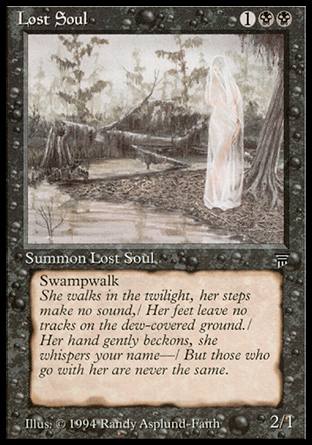 Lost Soul 1
Summon Lost Soul
Swampwalk
She walks in the twilight, her steps
make no sound,/ Her feet leave no
tracks on the dew-covered ground./
Her hand gently beckons, she
whispers your name—/ But those who
go with her are never the same.
Illus: © 1994 Randy Asplund-Faith 2/1